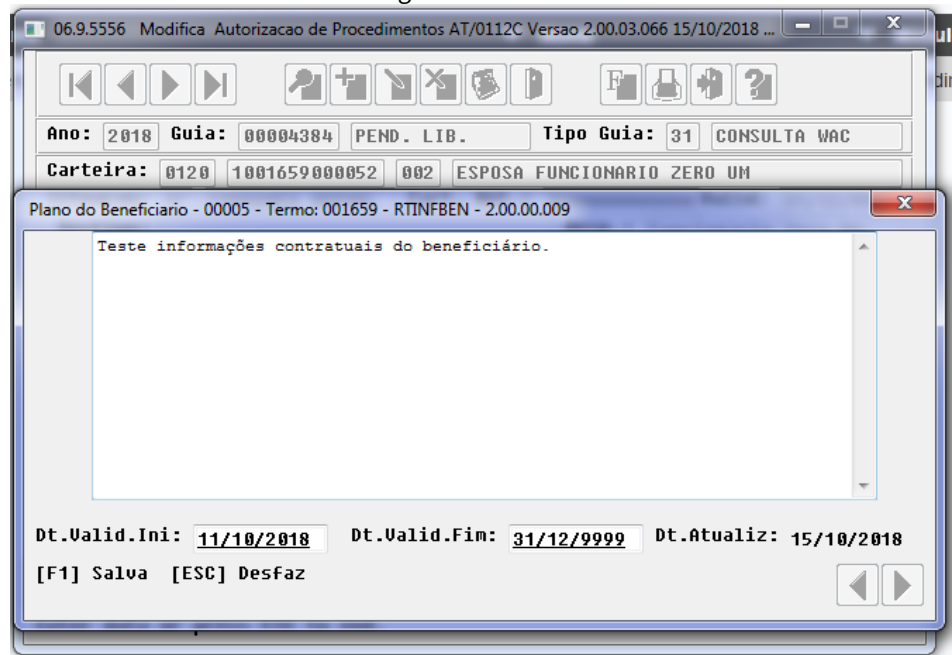 06.9.5556 Modifica Autorizacao de Procedimentos AT/0112C Versao 2.00.03.066 15/10/2018 ...
Ano: 2018 Guia: 00004384 PEND. LIB. Tipo Guia: 31 CONSULTA WAC
Carteira: 0120 1001659000052 002 ESPOSA FUNCIONARIO ZERO UM
Plano do Beneficiario - 00005 - Termo: 001659 - RTINFBEN - 2.00.00.009
Teste informações contratuais do beneficiário.
Dt.Valid.Ini: 11/10/2018 Dt.Valid.Fim: 31/12/9999 Dt.Atualiz: 15/10/2018
[F1] Salva [ESC] Desfaz